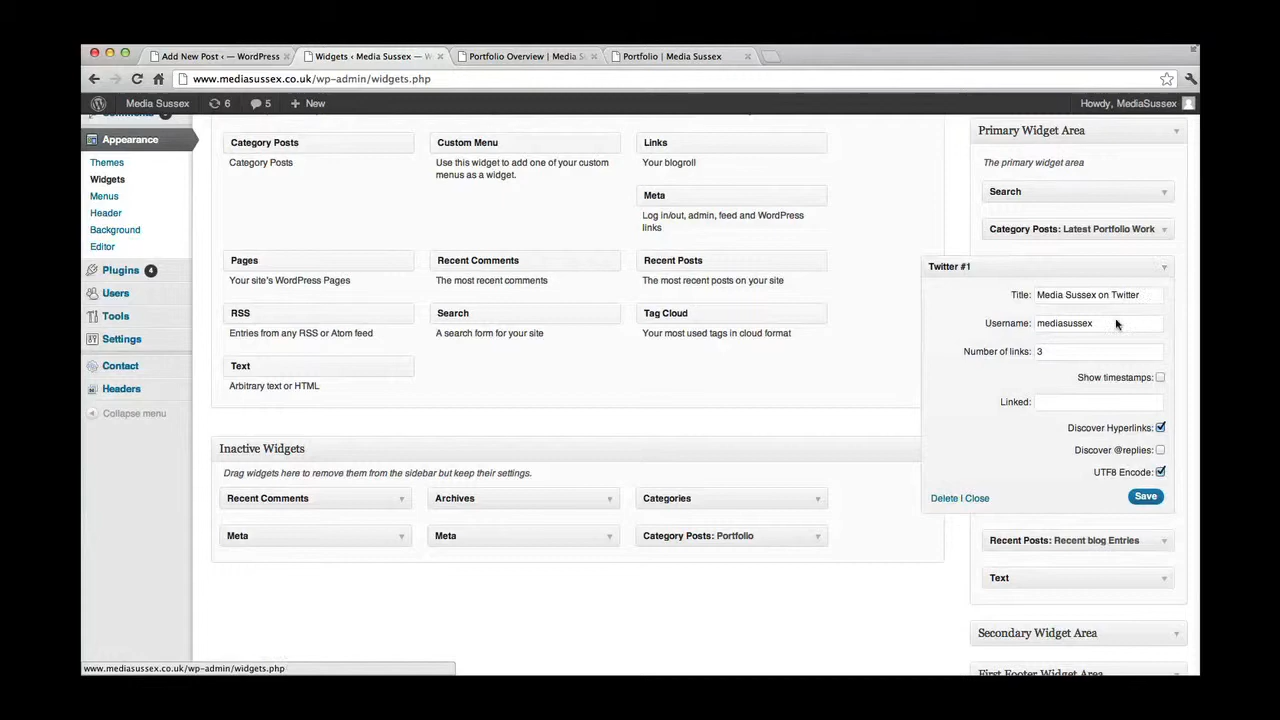 Add New Post ‹ — WordPress
Widgets ‹ Media Sussex — W
Portfolio Overview | Media S
Portfolio | Media Sussex
www.mediasussex.co.uk/wp-admin/widgets.php
Media Sussex
6
5
+ New
Howdy, MediaSussex
Comments
Appearance
Themes
Widgets
Menus
Header
Background
Editor
Plugins 4
Users
Tools
Settings
Contact
Headers
Collapse menu
Category Posts
Category Posts
Custom Menu
Use this widget to add one of your custom
menus as a widget.
Links
Your blogroll
Meta
Log in/out, admin, feed and WordPress
links
Pages
Your site's WordPress Pages
Recent Comments
The most recent comments
Recent Posts
The most recent posts on your site
RSS
Entries from any RSS or Atom feed
Search
A search form for your site
Tag Cloud
Your most used tags in cloud format
Text
Arbitrary text or HTML
Inactive Widgets
Drag widgets here to remove them from the sidebar but keep their settings.
Recent Comments
Archives
Categories
Meta
Meta
Category Posts: Portfolio
Primary Widget Area
The primary widget area
Search
Category Posts: Latest Portfolio Work
Twitter #1
Title: Media Sussex on Twitter
Username: mediasussex
Number of links: 3
Show timestamps:
Linked:
Discover Hyperlinks:
Discover @replies:
UTF8 Encode:
Delete | Close
Save
Recent Posts: Recent blog Entries
Text
Secondary Widget Area
First Footer Widget Area
www.mediasussex.co.uk/wp-admin/widgets.php